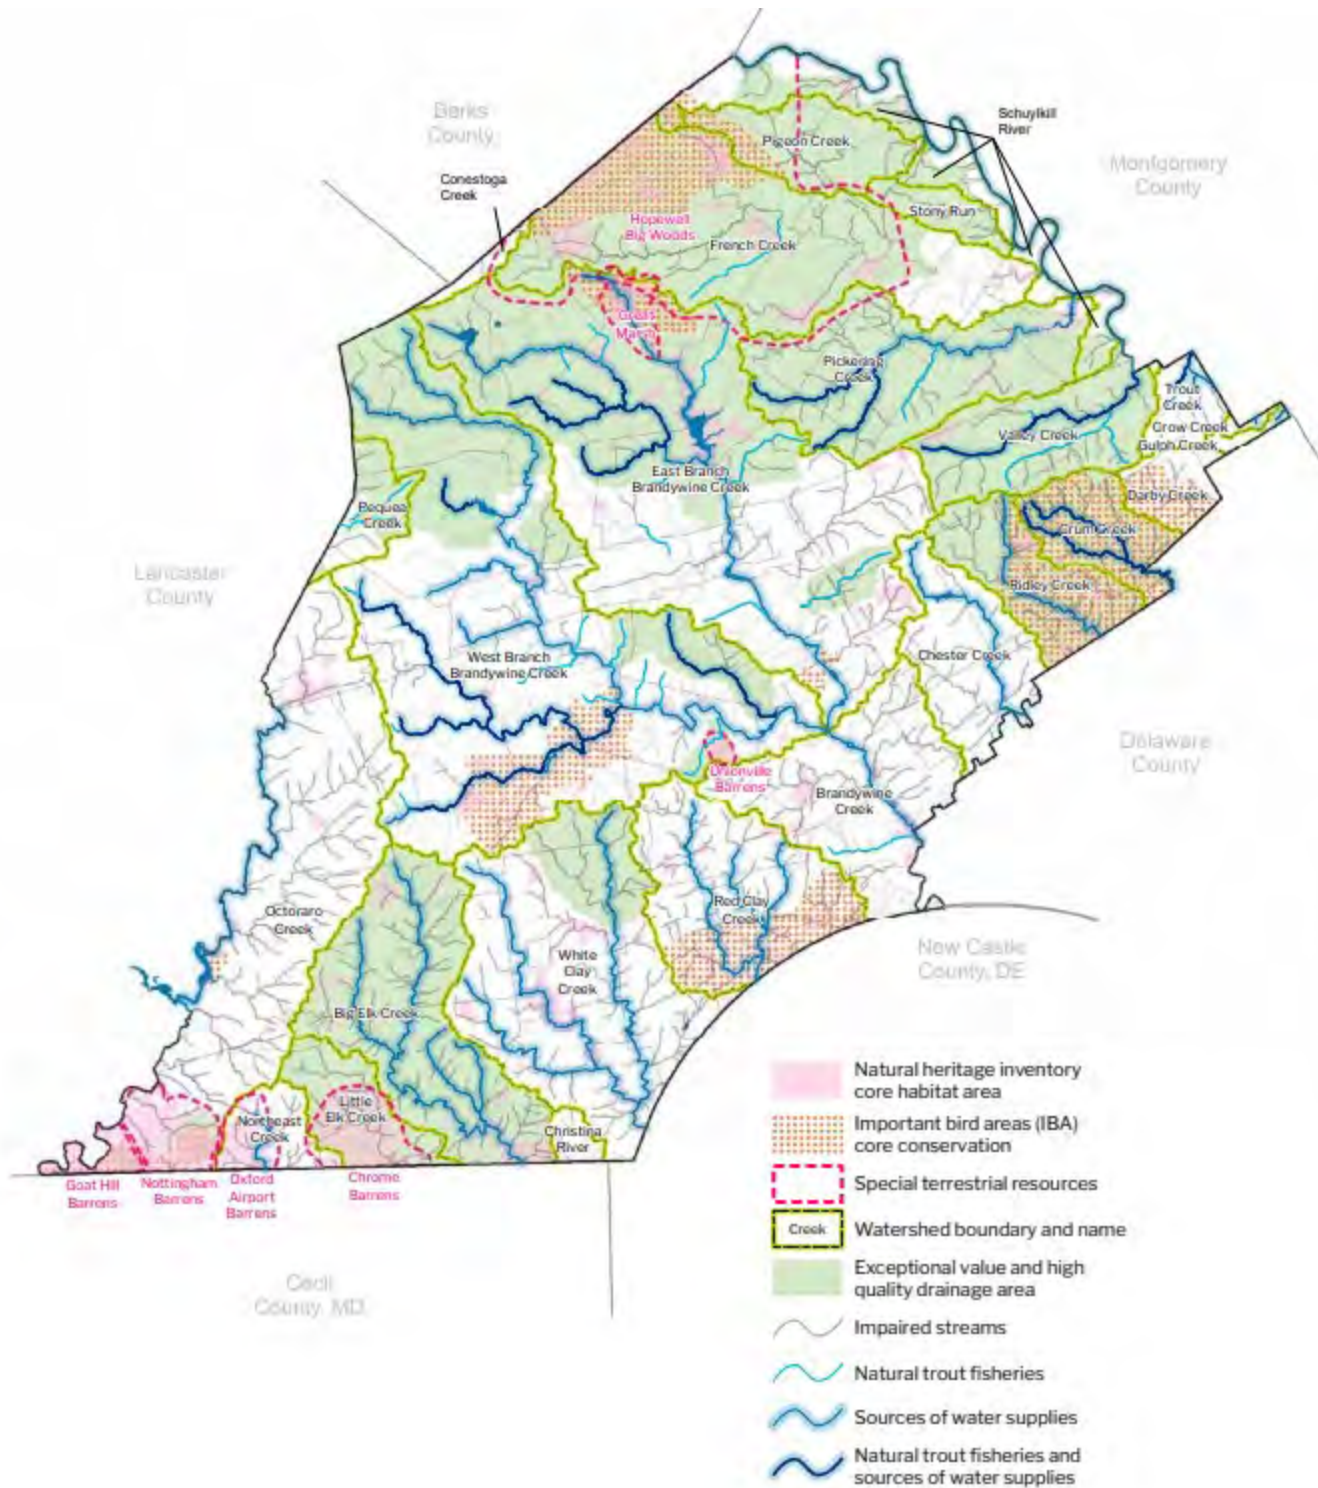 Berks
County
Schuylkill
River
Pigeon Creek
Montgomery
County
Conestoga
Creek
Stony Run
Hopewell
Big Woods
French Creek
Great
Marsh
Pickering
Creek
Trout
Creek
Crow Creek
Gulph Creek
Valley Creek
East Branch
Brandywine Creek
Darby Creek
Pequea
Creek
Crum Creek
Lancaster
County
Ridley Creek
West Branch
Brandywine Creek
Chester Creek
Delaware
County
Unionville
Barrens
Brandywine
Creek
Octoraro
Creek
Red Clay
Creek
New Castle
County, DE
White
Clay
Creek
Big Elk Creek
Little
Elk Creek
Northeast
Creek
Christina
River
Goat Hill
Barrens
Nottingham
Barrens
Oxford
Airport
Barrens
Chrome
Barrens
Cecil
County, MD
Natural heritage inventory
core habitat area
Important bird areas (IBA)
core conservation
Special terrestrial resources
Creek
Watershed boundary and name
Exceptional value and high
quality drainage area
Impaired streams
Natural trout fisheries
Sources of water supplies
Natural trout fisheries and
sources of water supplies